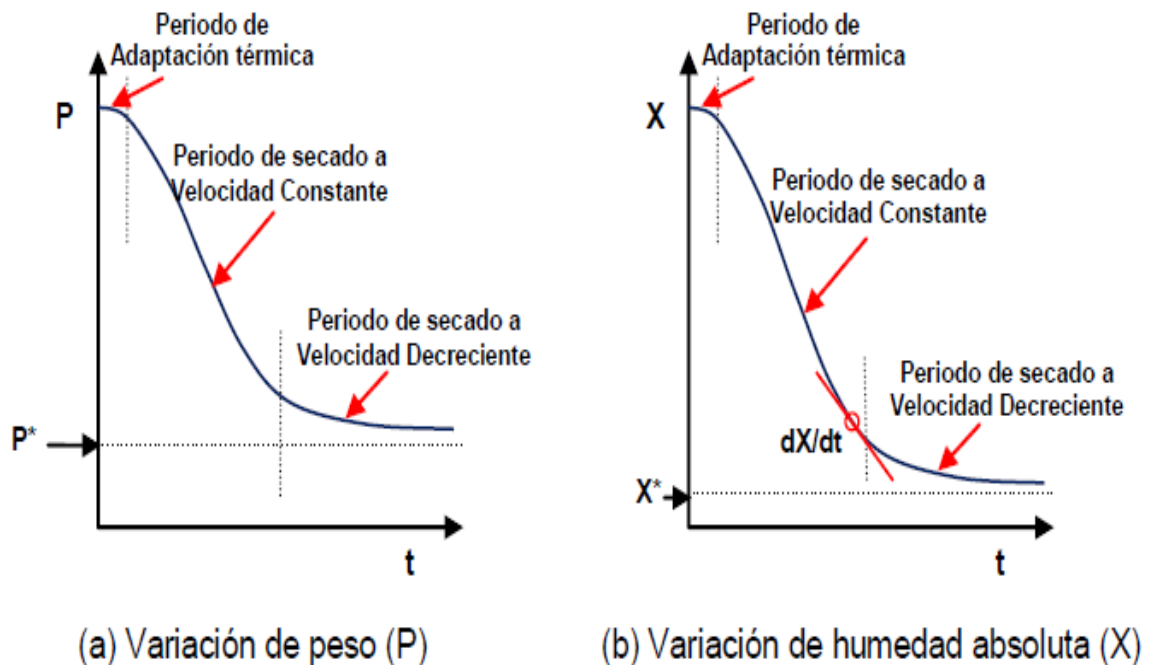 Periodo de
Adaptación térmica
P
Periodo de secado a
Velocidad Constante
Periodo de secado a
Velocidad Decreciente
P*
t
(a) Variación de peso (P)
Periodo de
Adaptación térmica
X
Periodo de secado a
Velocidad Constante
Periodo de secado a
Velocidad Decreciente
dX/dt
X*
t
(b) Variación de humedad absoluta (X)